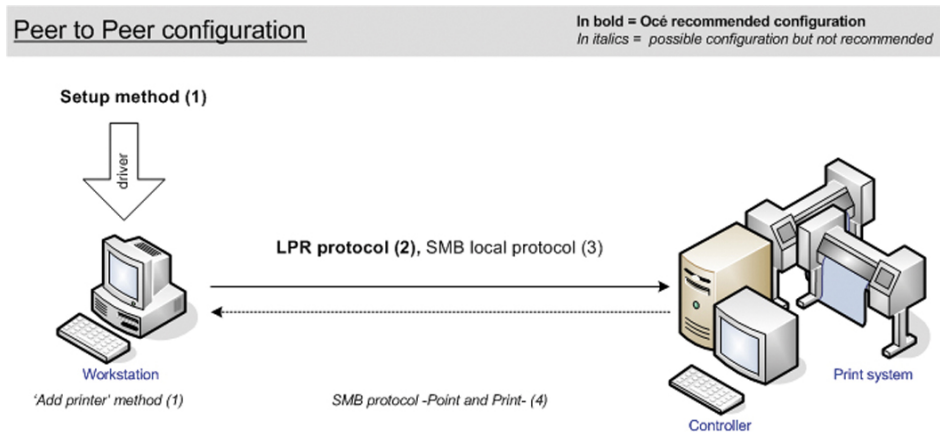 Peer to Peer configuration
In bold = Océ recommended configuration
In italics = possible configuration but not recommended
Setup method (1)
driver
LPR protocol (2), SMB local protocol (3)
Workstation
Print system
'Add printer' method (1)
SMB protocol -Point and Print- (4)
Controller